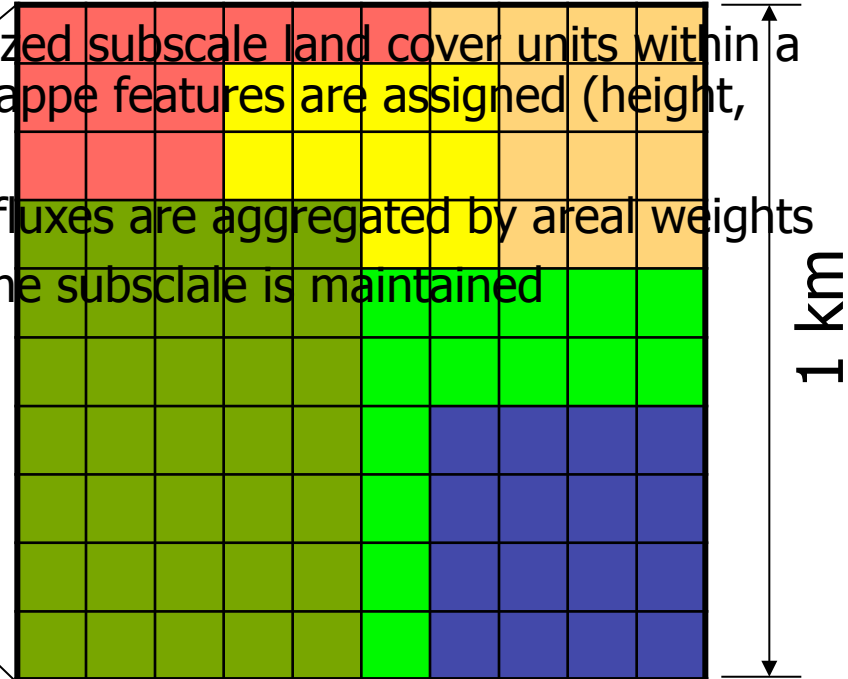 zed subscale land cover units within a
appe features are assigned (height,
fluxes are aggregated by areal weights
he subsclale is maintained
1 km